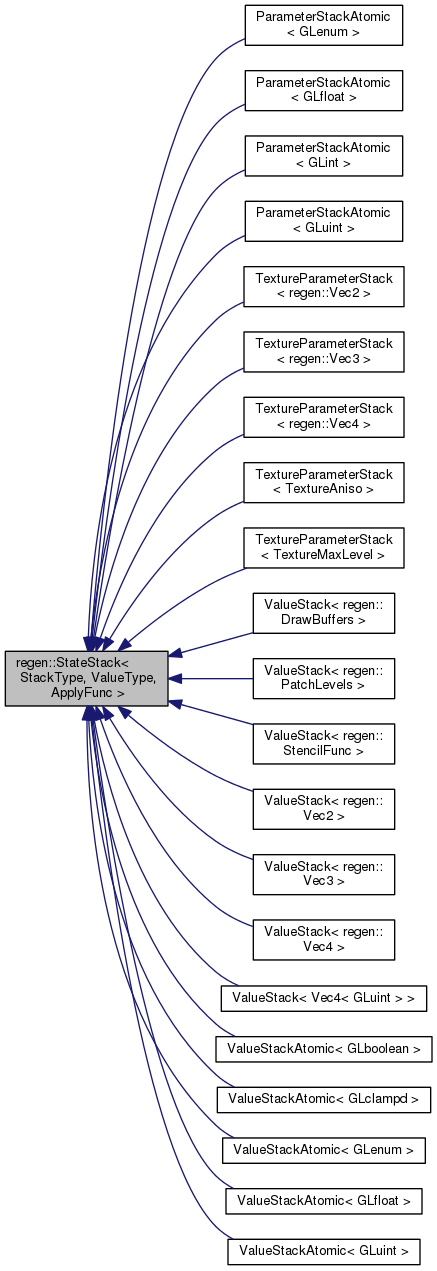 ParameterStackAtomic
< GLenum >
ParameterStackAtomic
< GLfloat >
ParameterStackAtomic
< GLint >
ParameterStackAtomic
< GLuint >
TextureParameterStack
< regen::Vec2 >
TextureParameterStack
< regen::Vec3 >
TextureParameterStack
< regen::Vec4 >
TextureParameterStack
< TextureAniso >
TextureParameterStack
< TextureMaxLevel >
ValueStack< regen::
DrawBuffers >
regen::StateStack<
StackType, ValueType,
ApplyFunc >
ValueStack< regen::
PatchLevels >
ValueStack< regen::
StencilFunc >
ValueStack< regen::
Vec2 >
ValueStack< regen::
Vec3 >
ValueStack< regen::
Vec4 >
ValueStack< Vec4< GLuint > >
ValueStackAtomic< GLboolean >
ValueStackAtomic< GLclampd >
ValueStackAtomic< GLenum >
ValueStackAtomic< GLfloat >
ValueStackAtomic< GLuint >